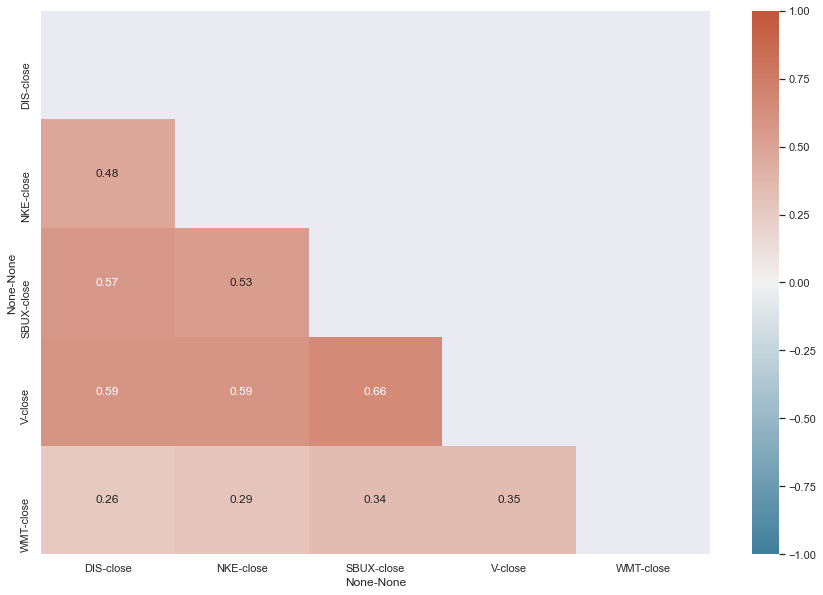 DIS-close
NKE-close
SBUX-close
V-close
WMT-close
None-None
0.48
0.57 0.53
0.59 0.59 0.66
0.26 0.29 0.34 0.35
DIS-close NKE-close SBUX-close V-close WMT-close
None-None
1.00
0.75
0.50
0.25
0.00
−0.25
−0.50
−0.75
−1.00